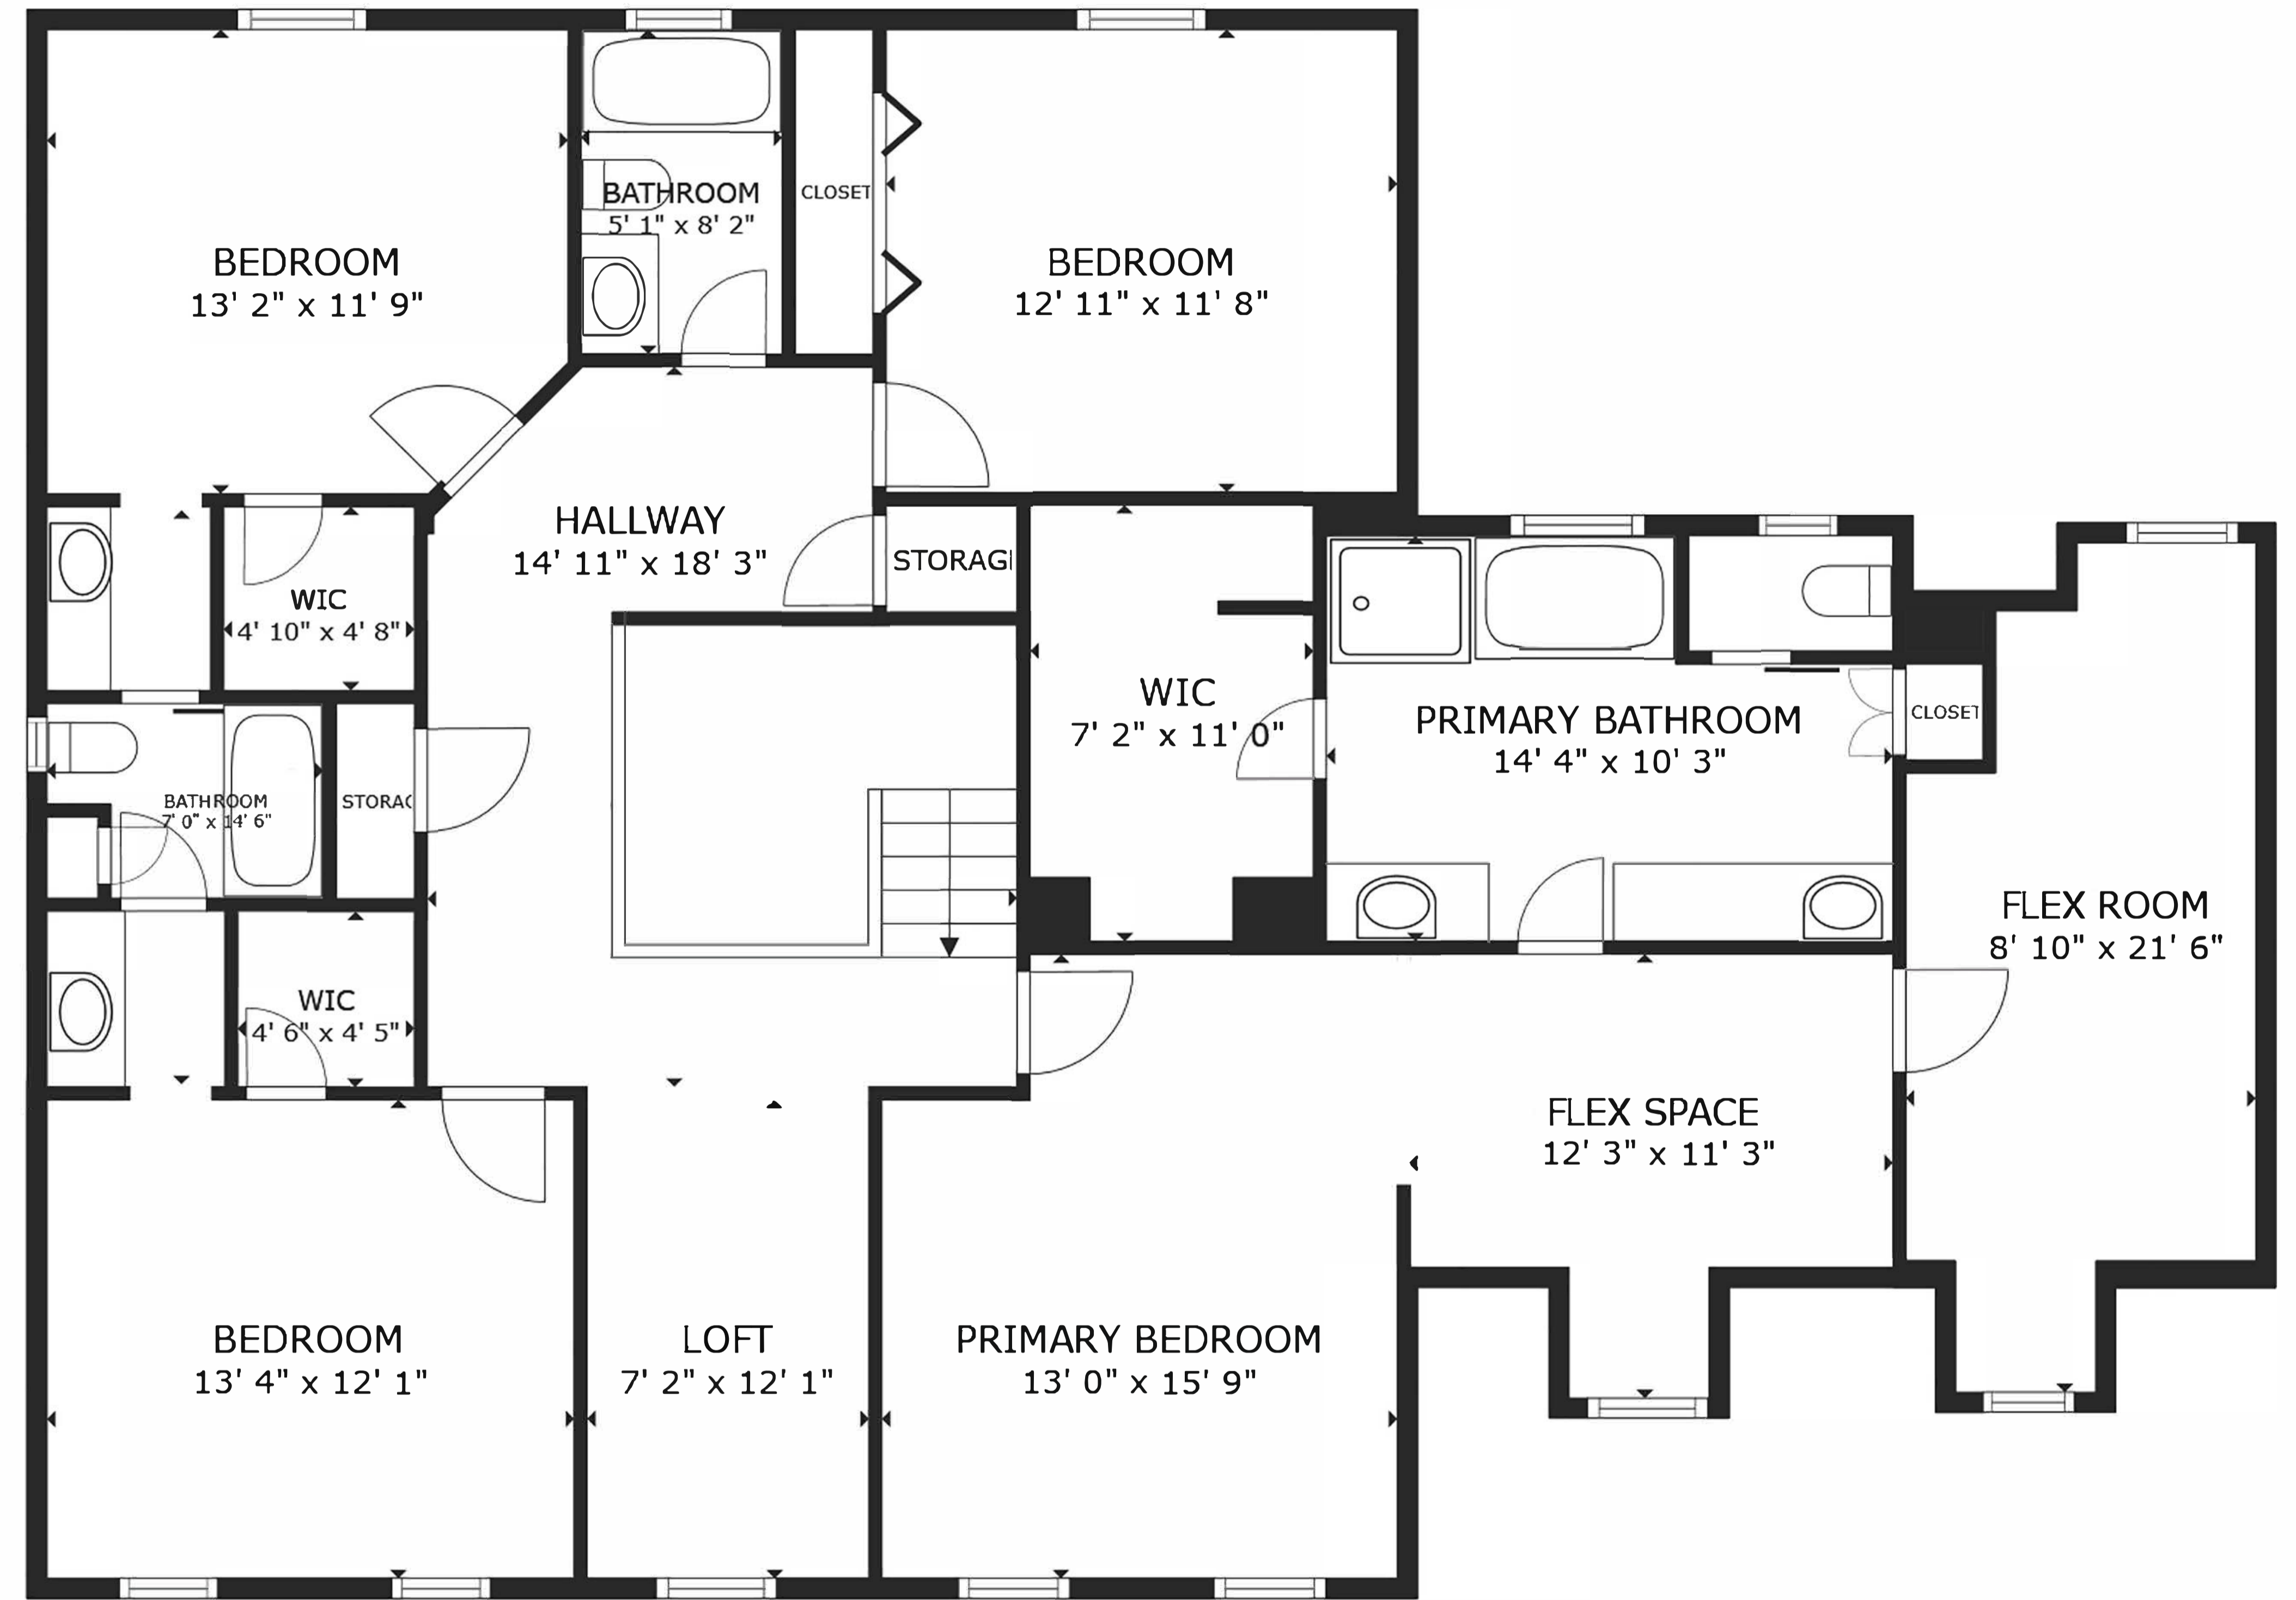 BATHROOM
5' 1" x 8' 2"
CLOSET
BEDROOM
13' 2" x 11' 9"
BEDROOM
12' 11" x 11' 8"
HALLWAY
14' 11" x 18' 3"
STORAG
WIC
4' 10" x 4' 8"
WIC
7' 2" x 11' 0"
PRIMARY BATHROOM
14' 4" x 10' 3"
CLOSET
BATHROOM
7' 0" x 14' 6"
STORAG
FLEX ROOM
8' 10" x 21' 6"
WIC
4' 6" x 4' 5"
FLEX SPACE
12' 3" x 11' 3"
BEDROOM
13' 4" x 12' 1"
LOFT
7' 2" x 12' 1"
PRIMARY BEDROOM
13' 0" x 15' 9"